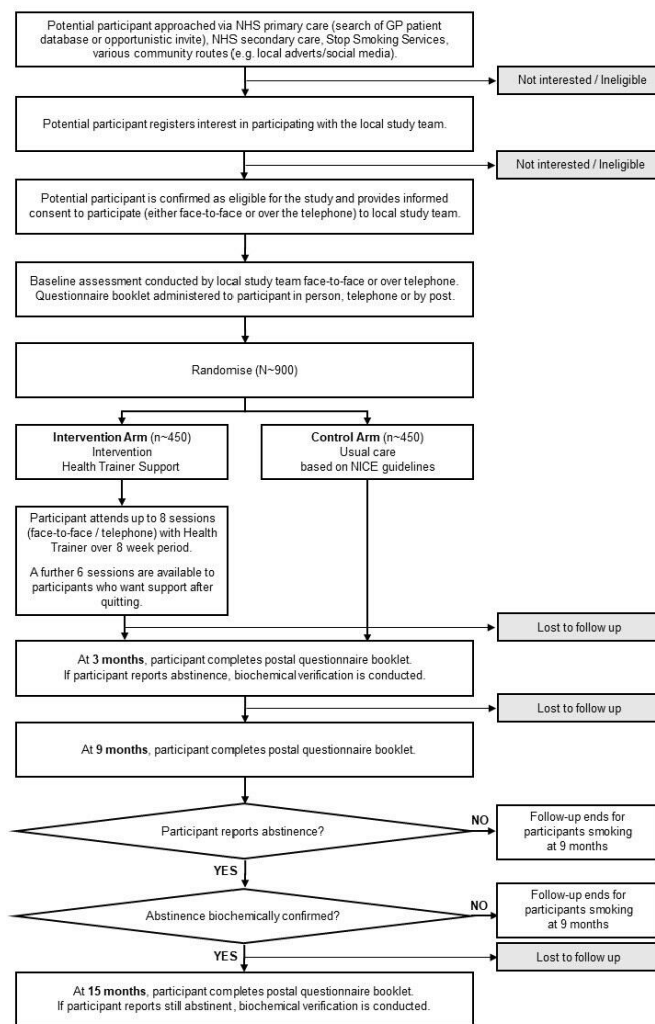 Potential participant approached via NHS primary care (search of GP patient
database or opportunistic invite), NHS secondary care, Stop Smoking Services,
various community routes (e.g. local adverts/social media).
Not interested / Ineligible
Potential participant registers interest in participating with the local study team.
Not interested / Ineligible
Potential participant is confirmed as eligible for the study and provides informed
consent to participate (either face-to-face or over the telephone) to local study team.
Baseline assessment conducted by local study team face-to-face or over telephone.
Questionnaire booklet administered to participant in person, telephone or by post.
Randomise (N~900)
Intervention Arm (n~450)
Intervention
Health Trainer Support
Control Arm (n~450)
Usual care
based on NICE guidelines
Participant attends up to 8 sessions
(face-to-face / telephone) with Health
Trainer over 8 week period.
A further 6 sessions are available to
participants who want support after
quitting.
Lost to follow up
At 3 months, participant completes postal questionnaire booklet.
If participant reports abstinence, biochemical verification is conducted.
Lost to follow up
At 9 months, participant completes postal questionnaire booklet.
Participant reports abstinence?
NO
Follow-up ends for
participants smoking
at 9 months
YES
Abstinence biochemically confirmed?
NO
Follow-up ends for
participants smoking
at 9 months
YES
Lost to follow up
At 15 months, participant completes postal questionnaire booklet.
If participant reports still abstinent, biochemical verification is conducted.